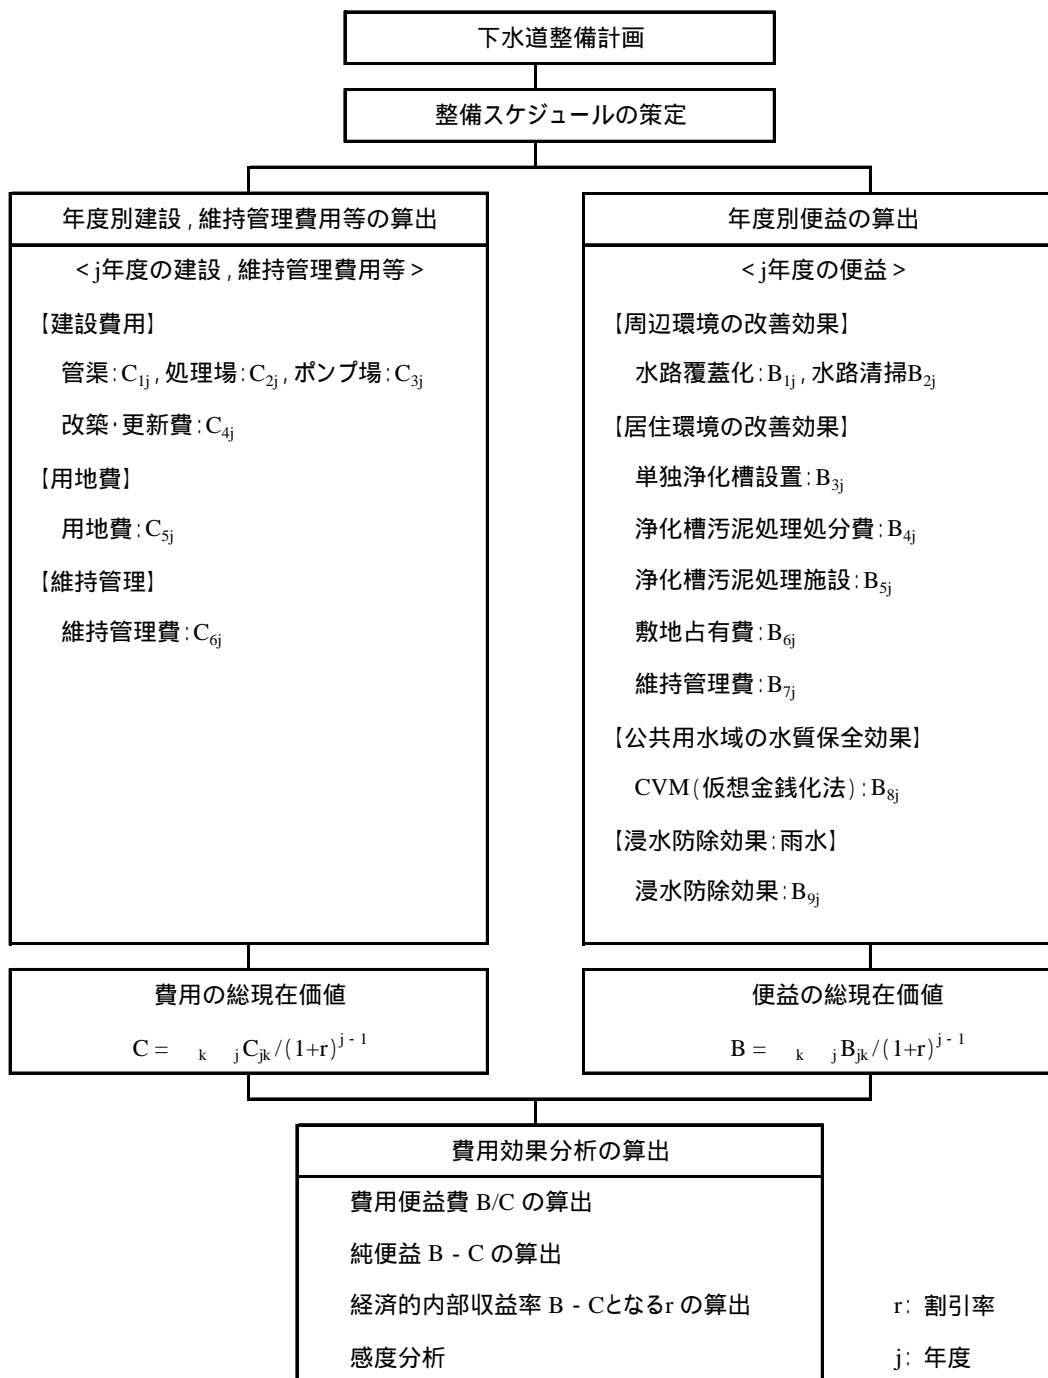 下水道整備計画
整備スケジュールの策定
年度別建設,維持管理費用等の算出
<j年度の建設,維持管理費用等>
【建設費用】
管渠:C1j,処理場:C2j,ポンプ場:C3j
改築・更新費:C4j
【用地費】
用地費:C5j
【維持管理】
維持管理費:C6j
年度別便益の算出
<j年度の便益>
【周辺環境の改善効果】
水路覆蓋化:B1j,水路清掃B2j
【居住環境の改善効果】
単独浄化槽設置:B3j
浄化槽汚泥処理処分費:B4j
浄化槽汚泥処理施設:B5j
敷地占有費:B6j
維持管理費:B7j
【公共用水域の水質保全効果】
CVM(仮想金銭化法):B8j
【浸水防除効果:雨水】
浸水防除効果:B9j
費用の総現在価値
C = k j Cjk/(1+r)j-1
便益の総現在価値
B = k j Bjk/(1+r)j-1
費用効果分析の算出
費用便益費 B/C の算出
純便益 B - C の算出
経済的内部収益率 B - Cとなるr の算出
感度分析
r: 割引率
j: 年度